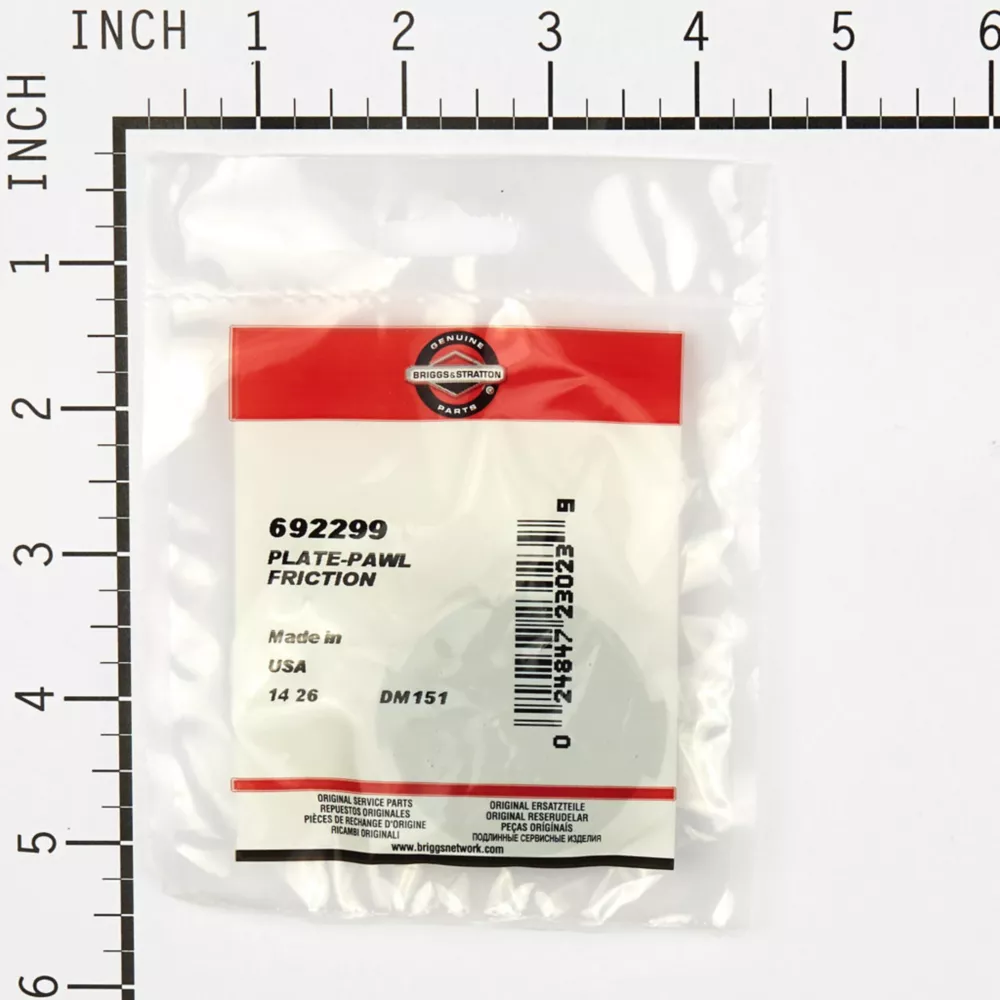 INCH 1 2 3 4 5 6
INCH
1
2
3
4
5
6
GENUINE
BRIGGS&STRATTON
®
PARTS
692299
PLATE-PAWL
FRICTION
Made in
USA
14 26 DM151
0 24847 23023 9
ORIGINAL SERVICE PARTS
REPUESTOS ORIGINALES
PIÈCES DE RECHANGE D'ORIGINE
RICAMBI ORIGINALI
ORIGINAL ERSATZTEILE
ORIGINAL RESERUDELAR
PEÇAS ORIGINAIS
ПОДЛИННЫЕ СЕРВИСНЫЕ ИЗДЕЛИЯ
www.briggsnetwork.com